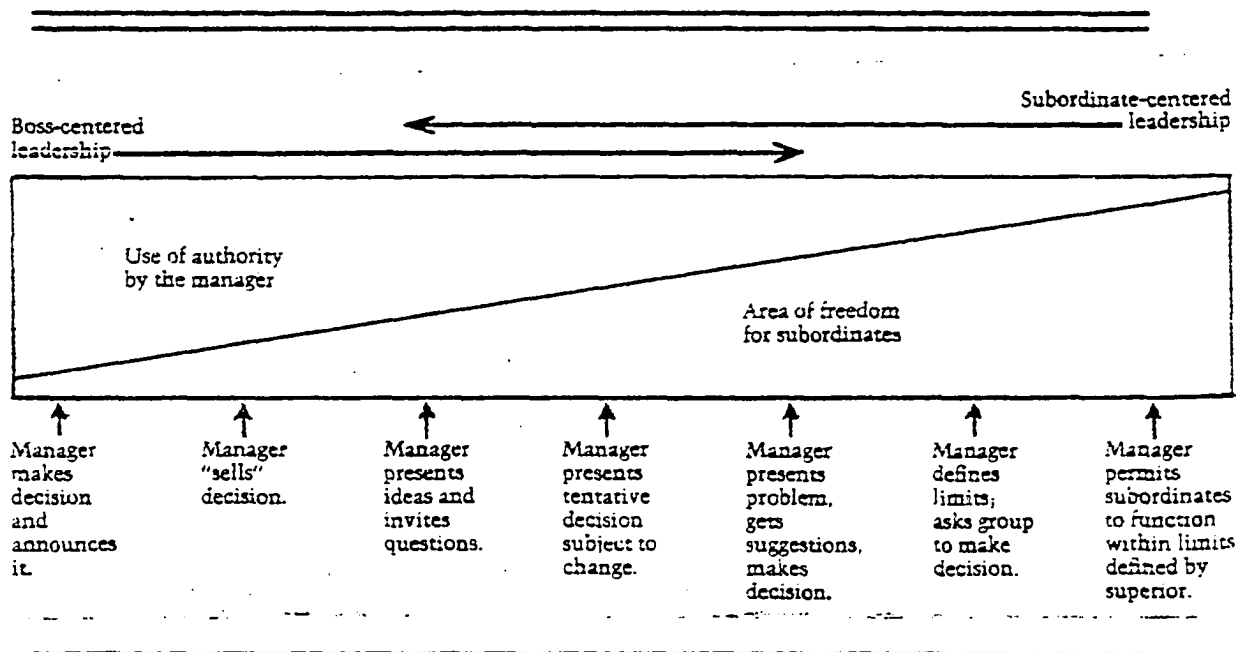 Subordinate-centered
leadership
Boss-centered
leadership
Use of authority
by the manager
Area of freedom
for subordinates
Manager
makes
decision
and
announces
it.
Manager
"sells"
decision.
Manager
presents
ideas and
invites
questions.
Manager
presents
tentative
decision
subject to
change.
Manager
presents
problem,
gets
suggestions,
makes
decision.
Manager
defines
limits;
asks group
to make
decision.
Manager
permits
subordinates
to function
within limits
defined by
superior.